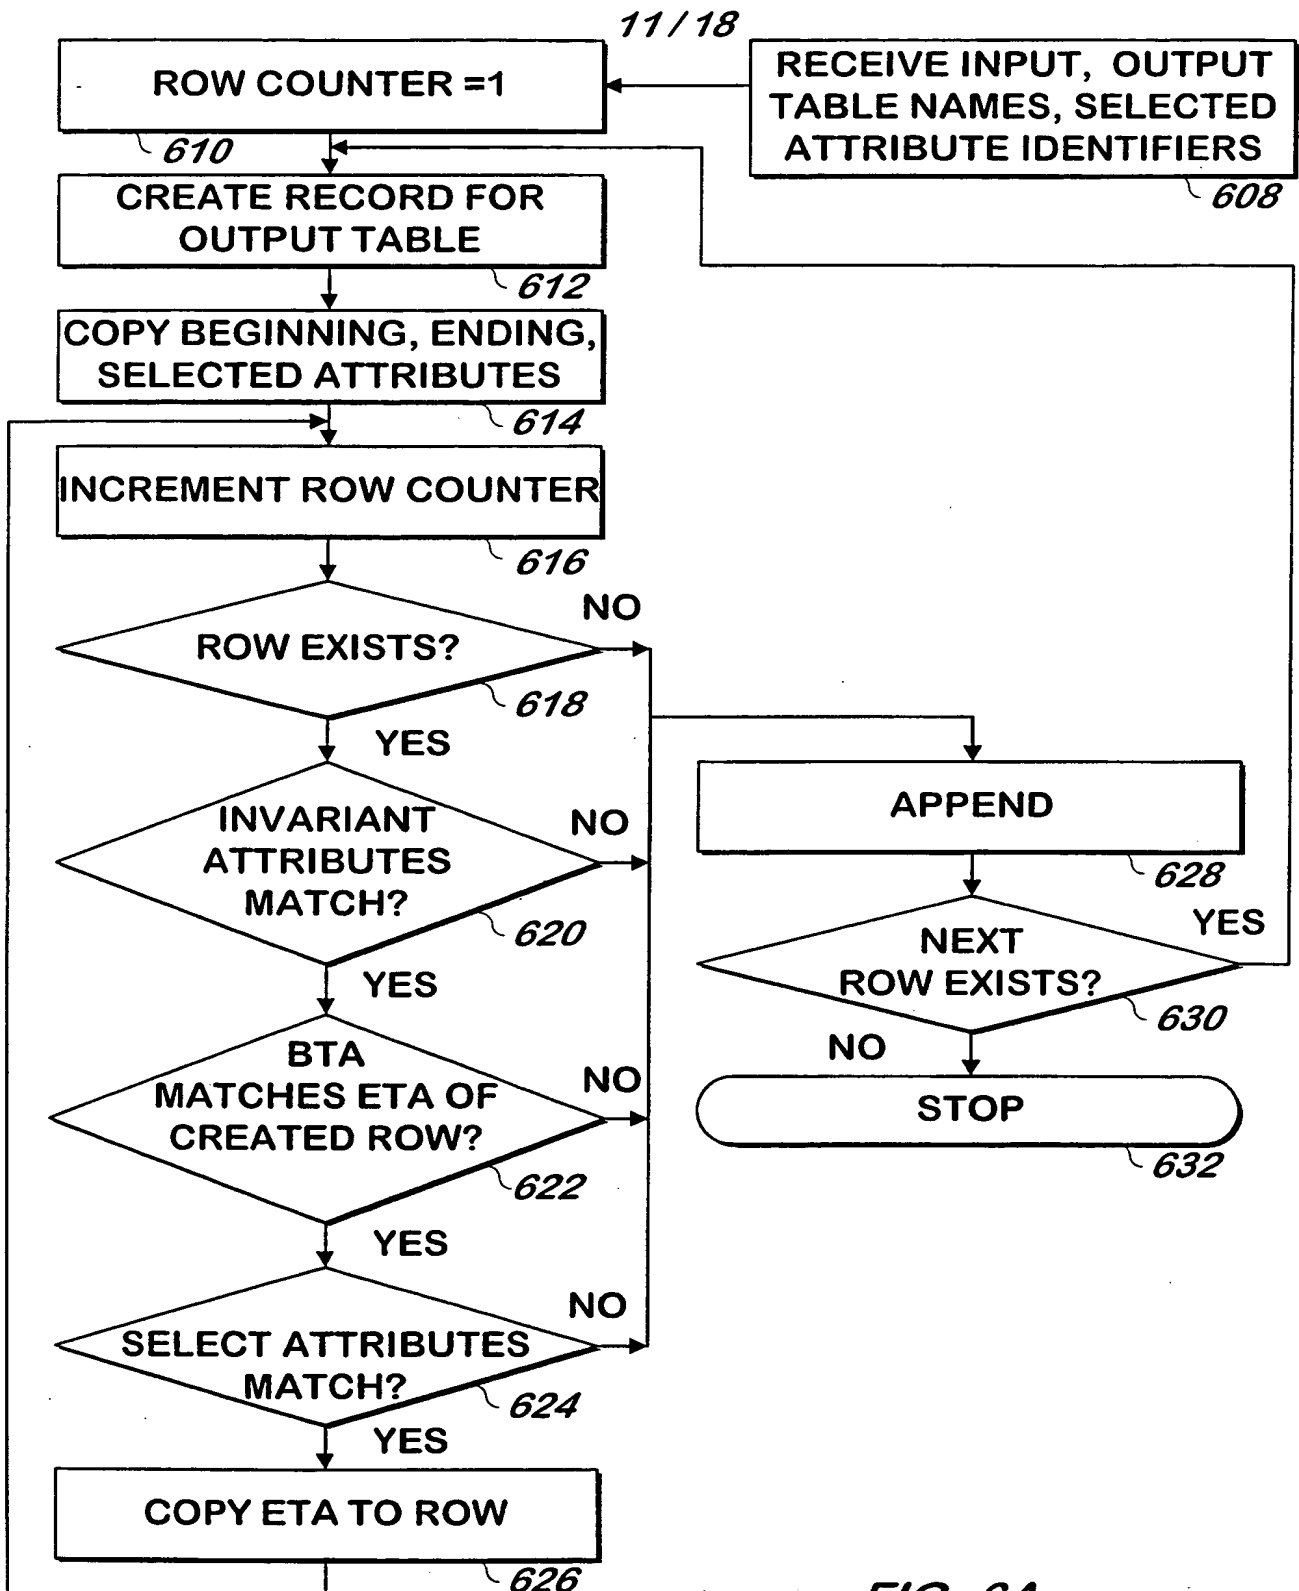 11/18
RECEIVE INPUT, OUTPUT
TABLE NAMES, SELECTED
ATTRIBUTE IDENTIFIERS
608
ROW COUNTER =1
610
CREATE RECORD FOR
OUTPUT TABLE
612
COPY BEGINNING, ENDING,
SELECTED ATTRIBUTES
614
INCREMENT ROW COUNTER
616
ROW EXISTS?
NO
618
YES
INVARIANT
ATTRIBUTES
MATCH?
NO
620
YES
BTA
MATCHES ETA OF
CREATED ROW?
NO
622
YES
SELECT ATTRIBUTES
MATCH?
NO
624
YES
COPY ETA TO ROW
626
APPEND
628
NEXT
ROW EXISTS?
YES
630
NO
STOP
632
FIG. 6A